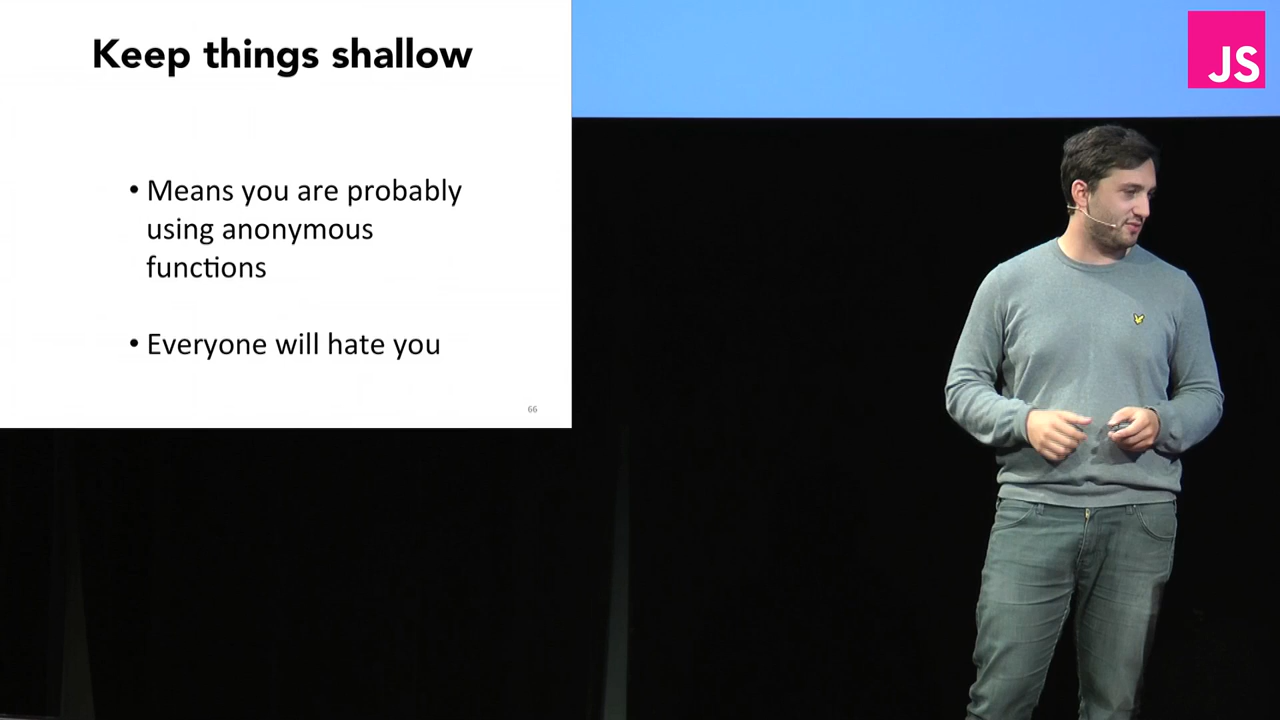 Keep things shallow
• Means you are probably
using anonymous
functions
• Everyone will hate you
66
JS